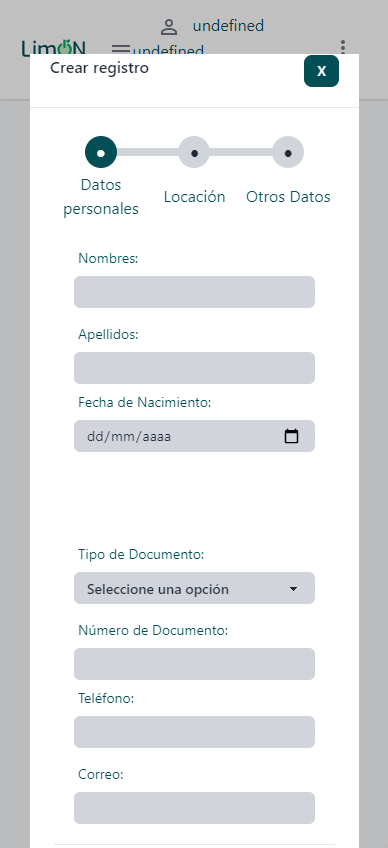 undefined
LimON
undefined
Crear registro
X
Datos personales
Locación
Otros Datos
Nombres:
Apellidos:
Fecha de Nacimiento:
dd/mm/aaaa
Tipo de Documento:
Seleccione una opción
Número de Documento:
Teléfono:
Correo: